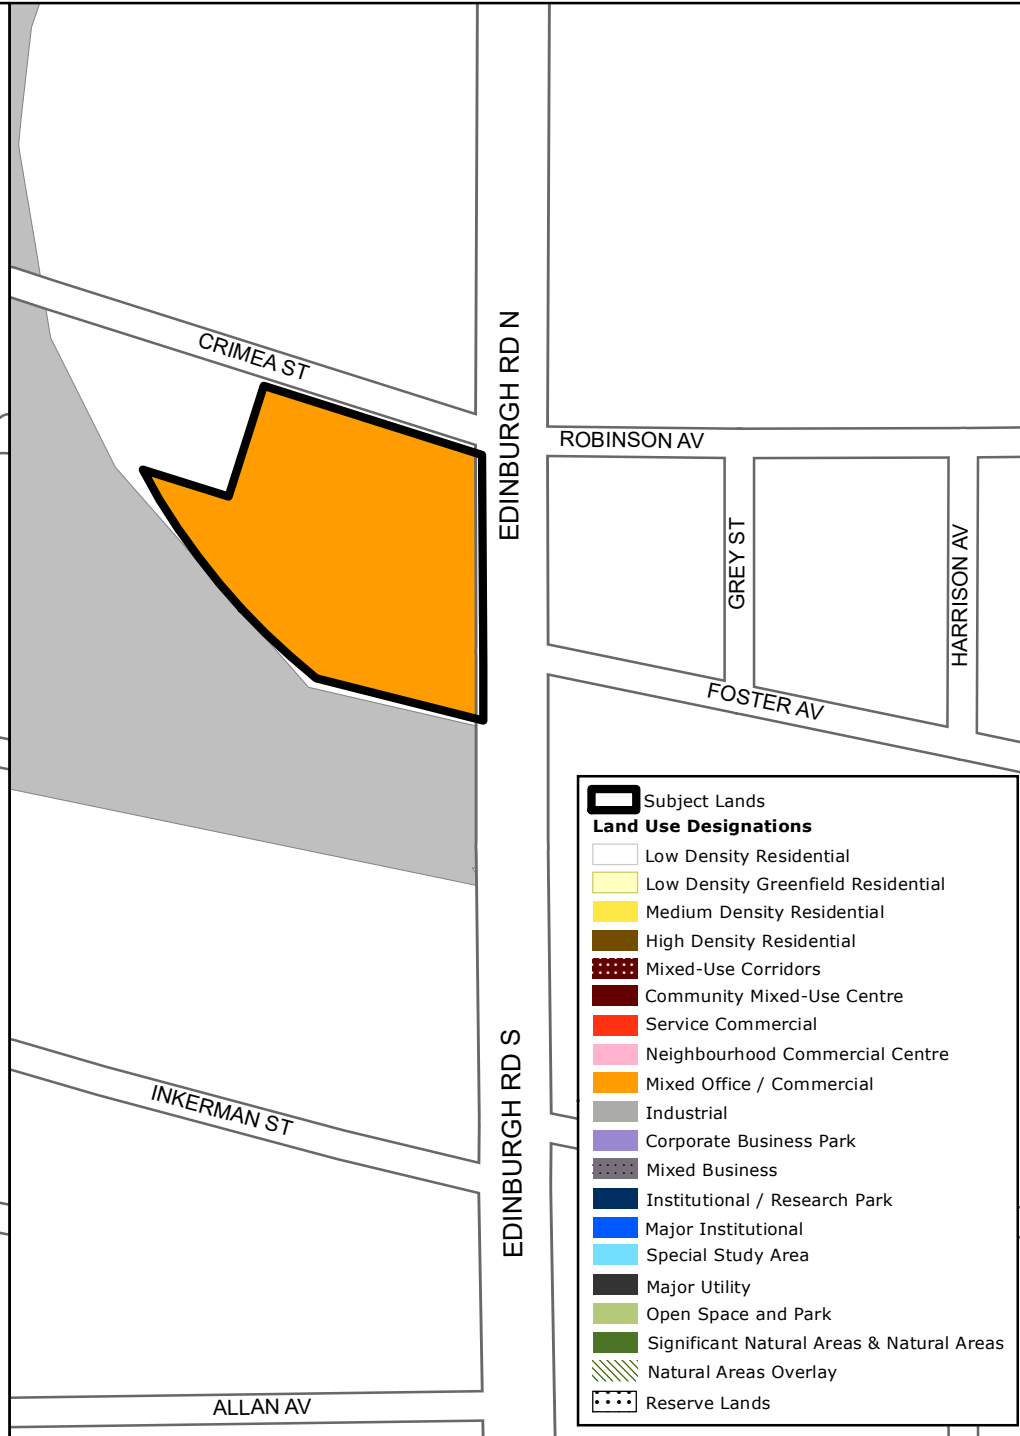 CRIMEA ST
EDINBURGH RD N
ROBINSON AV
GREY ST
HARRISON AV
FOSTER AV
Subject Lands
Land Use Designations
Low Density Residential
Low Density Greenfield Residential
Medium Density Residential
High Density Residential
Mixed-Use Corridors
Community Mixed-Use Centre
Service Commercial
Neighbourhood Commercial Centre
Mixed Office / Commercial
Industrial
Corporate Business Park
Mixed Business
Institutional / Research Park
Major Institutional
Special Study Area
Major Utility
Open Space and Park
Significant Natural Areas & Natural Areas
Natural Areas Overlay
Reserve Lands
EDINBURGH RD S
INKERMAN ST
ALLAN AV